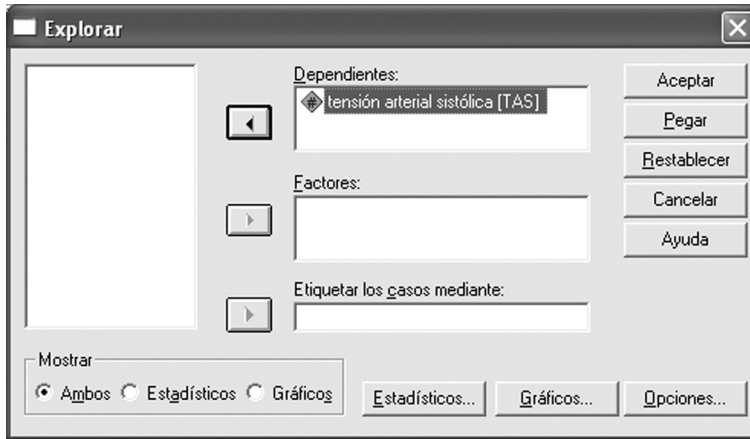 Explorar
Dependientes:
tensión arterial sistólica [TAS]
Factores:
Etiquetar los casos mediante:
Aceptar
Pegar
Restablecer
Cancelar
Ayuda
Mostrar
Ambos Estadísticos Gráficos
Estadísticos... Gráficos... Opciones...